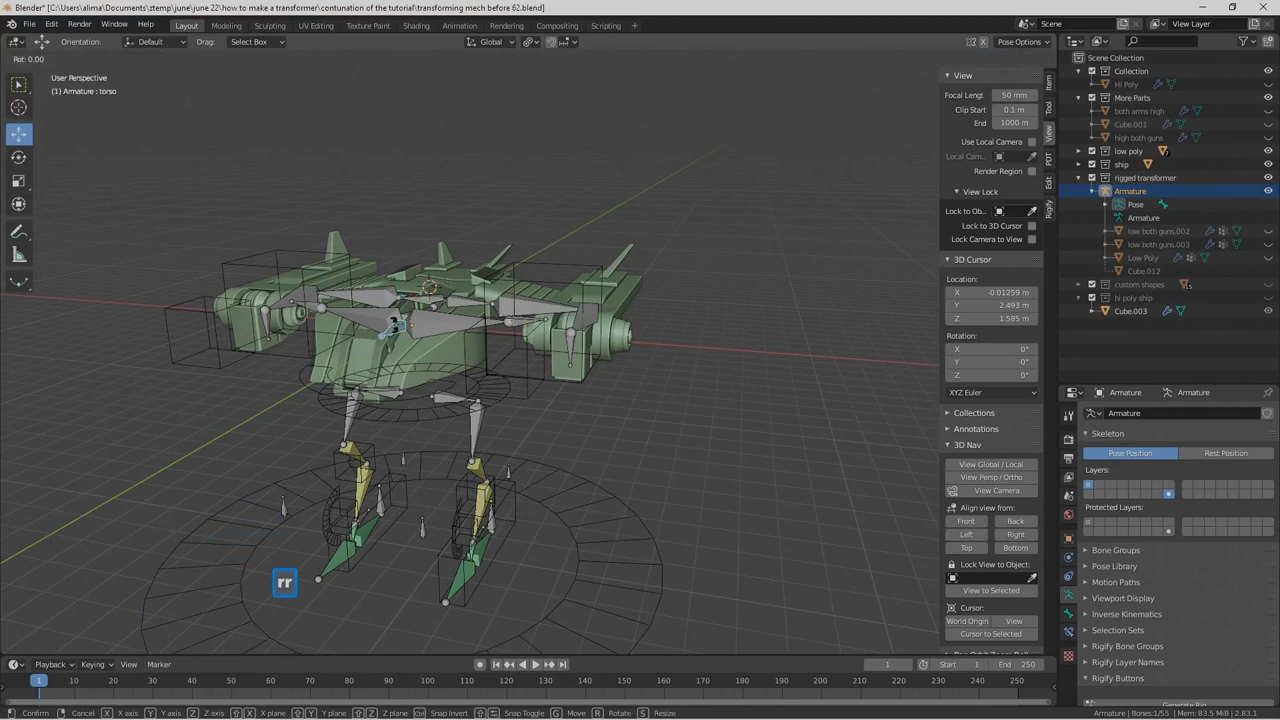 Blender* [C:\Users\alima\Documents\ztemp\june\june 22\how to make a transformer\contunation of the tutorial\transforming mech before 62.blend]
File Edit Render Window Help Layout Modeling Sculpting UV Editing Texture Paint Shading Animation Rendering Compositing Scripting + Scene View Layer
Orientation: Default Drag: Select Box Global Pose Options
Rot: 0.00
User Perspective
(1) Armature : torso
rr
View
Focal Lengt 50 mm
Clip Start 0.1 m
End 1000 m
Use Local Camera
Local Cam...
Render Region
View Lock
Lock to Ob...
Lock to 3D Cursor
Lock Camera to View
3D Cursor
Location:
X -0.01259 m
Y 2.493 m
Z 1.585 m
Rotation:
X 0°
Y -0°
Z 0°
XYZ Euler
Collections
Annotations
3D Nav
View Global / Local
View Persp / Ortho
View Camera
Align view from:
Front Back
Left Right
Top Bottom
Lock View to Object:
View to Selected
Cursor:
World Origin View
Cursor to Selected
Item
Tool
View
PDT
Edit
Rigify
Scene Collection
Collection
Hi Poly
More Parts
both arms high
Cube.001
high both guns
low poly
ship
rigged transformer
Armature
Pose
Armature
low both guns.002
low both guns.003
Low Poly
Cube.012
custom shapes
hi poly ship
Cube.003
Armature Armature
Armature
Skeleton
Pose Position Rest Position
Layers:
Protected Layers:
Bone Groups
Pose Library
Motion Paths
Viewport Display
Inverse Kinematics
Selection Sets
Rigify Bone Groups
Rigify Layer Names
Rigify Buttons
Playback Keying View Marker 1 Start 1 End 250
1 10 20 30 40 50 60 70 80 90 100 110 120 130 140 150 160 170 180 190 200 210 220 230 240 250
Confirm Cancel X X axis Y Y axis Z Z axis X X plane Y Y plane Z Z plane Ctrl Snap Invert Snap Toggle G Move R Rotate S Resize Armature | Bones:1/55 | Mem: 83.5 MiB | 2.83.1